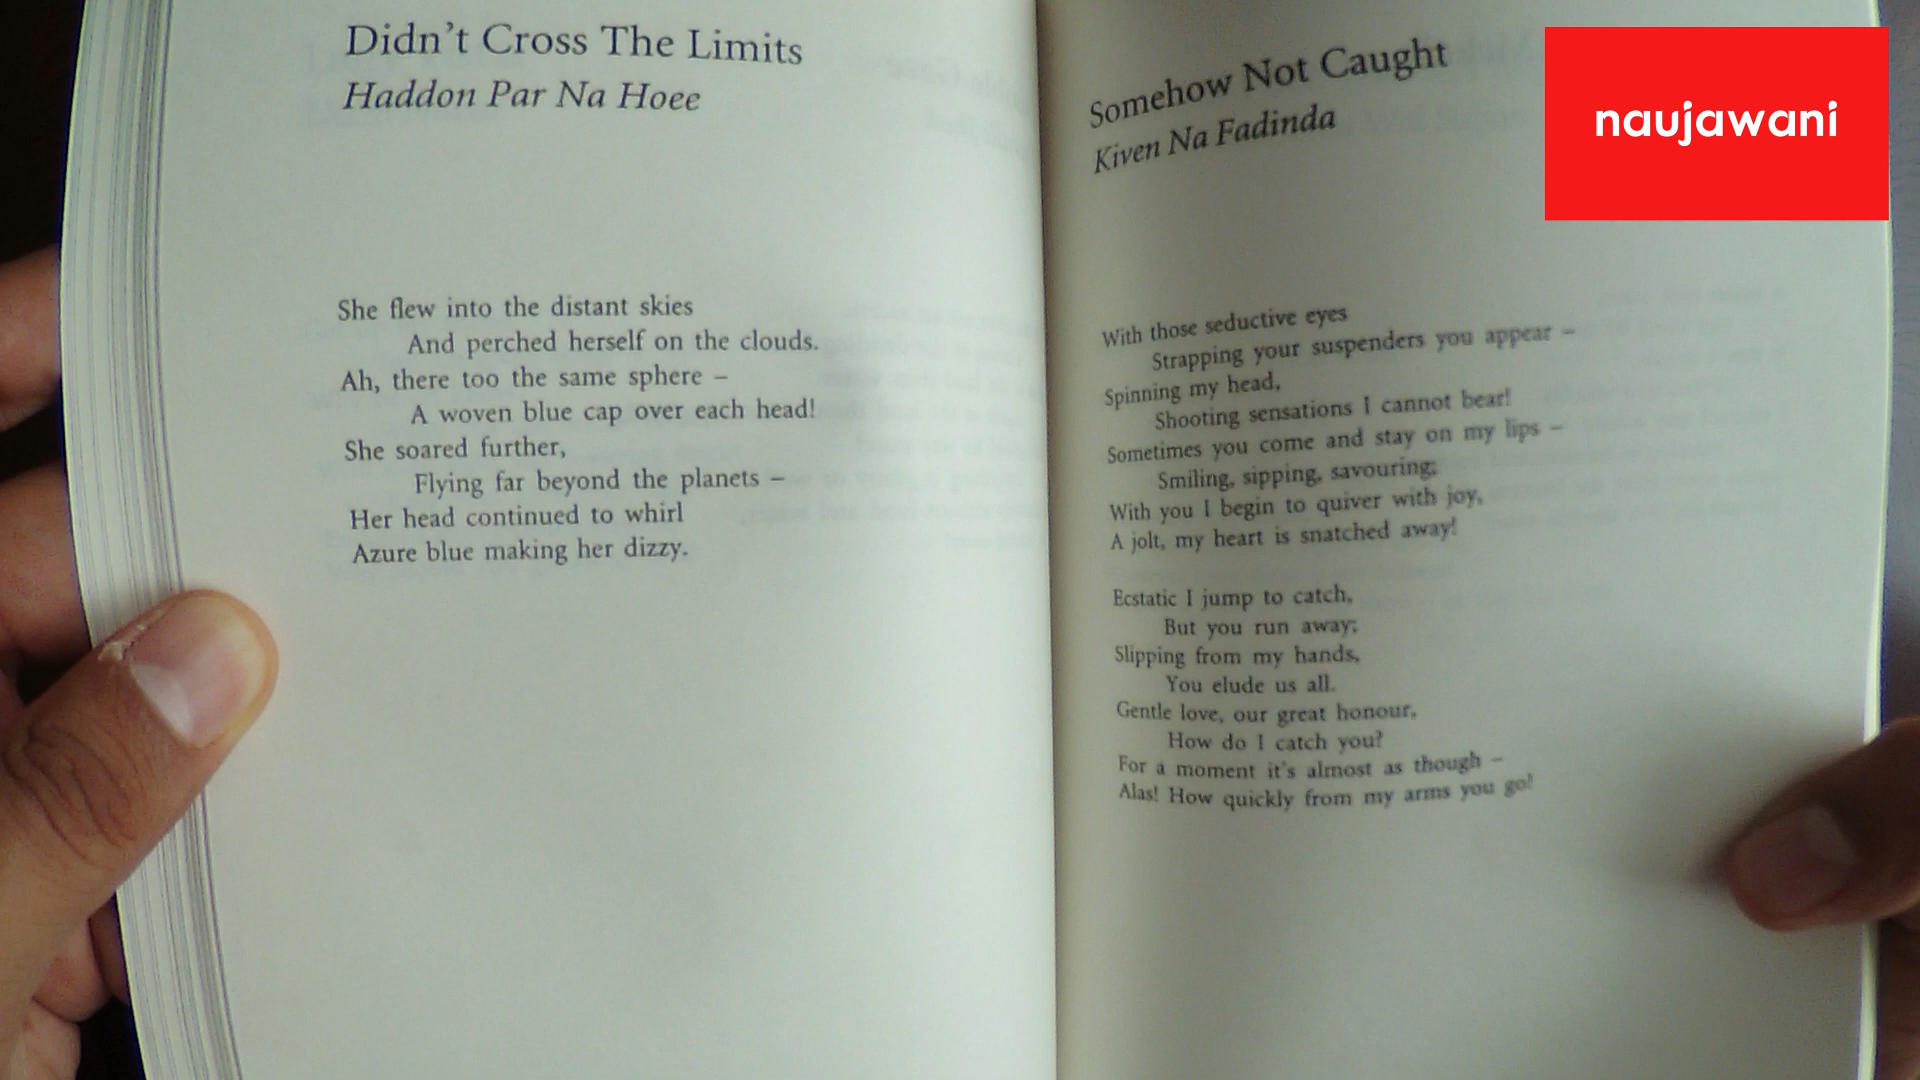 Didn't Cross The Limits
Haddon Par Na Hoee
She flew into the distant skies
And perched herself on the clouds.
Ah, there too the same sphere –
A woven blue cap over each head!
She soared further,
Flying far beyond the planets –
Her head continued to whirl
Azure blue making her dizzy.
Somehow Not Caught
Kiven Na Fadinda
With those seductive eyes
Strapping your suspenders you appear –
Spinning my head,
Shooting sensations I cannot bear!
Sometimes you come and stay on my lips –
Smiling, sipping, savouring;
With you I begin to quiver with joy,
A jolt, my heart is snatched away!
Ecstatic I jump to catch,
But you run away;
Slipping from my hands,
You elude us all.
Gentle love, our great honour,
How do I catch you?
For a moment it's almost as though –
Alas! How quickly from my arms you go!
naujawani